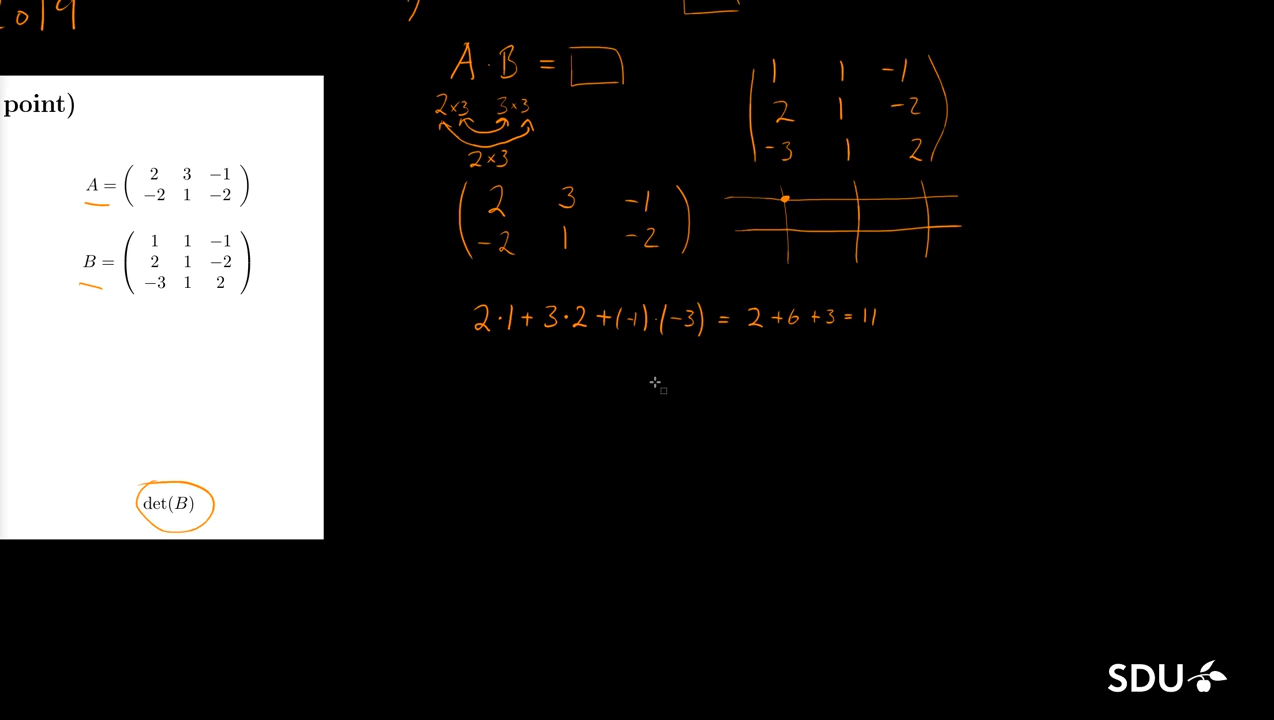 2019
A · B =
2×3 3×3
2×3
1 1 -1
2 1 -2
-3 1 2
2 3 -1
-2 1 -2
2·1+3·2+(-1)·(-3) = 2+6+3=11
point)
A = ( 2 3 −1
−2 1 −2 )
B = ( 1 1 −1
2 1 −2
−3 1 2 )
det(B)
SDU